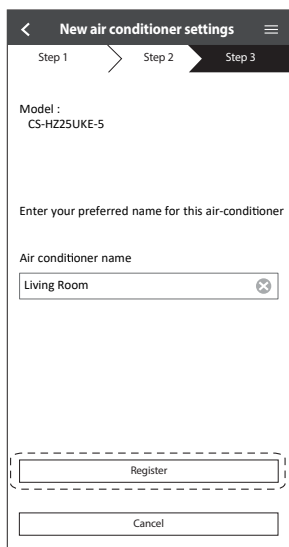 New air conditioner settings
Step 1 Step 2 Step 3
Model :
CS-HZ25UKE-5
Enter your preferred name for this air-conditioner
Air conditioner name
Living Room
Register
Cancel